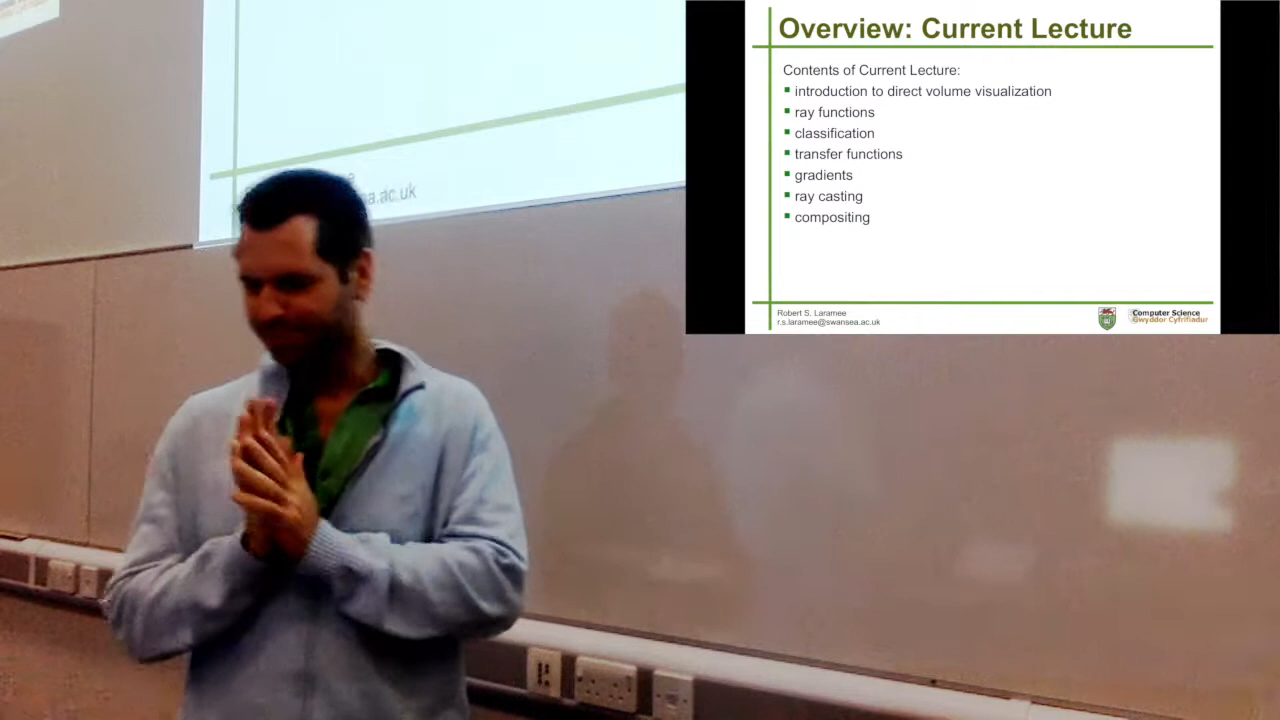 Overview: Current Lecture
Contents of Current Lecture:
introduction to direct volume visualization
ray functions
classification
transfer functions
gradients
ray casting
compositing
Robert S. Laramee
r.s.laramee@swansea.ac.uk
Computer Science
Gwyddor Cyfrifiadur